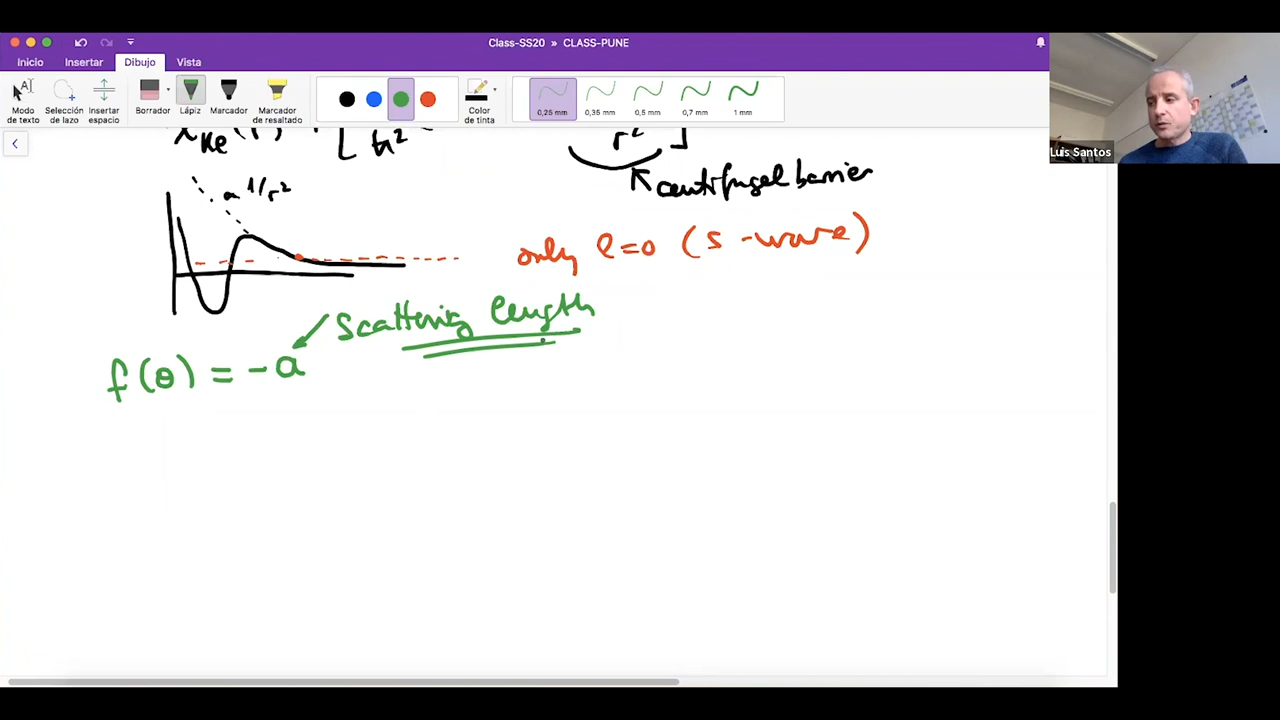 Class-SS20 » CLASS-PUNE
Inicio Insertar Dibujo Vista
Modo de texto
Selección de lazo
Insertar espacio
Borrador
Lápiz
Marcador
Marcador de resaltado
Color de tinta
0,25 mm 0,35 mm 0,5 mm 0,7 mm 1 mm
Luis Santos
ħ² r² ]
centrifugal barrier
1/r²
only l=0 (s-wave)
Scattering length
f(θ) = -a